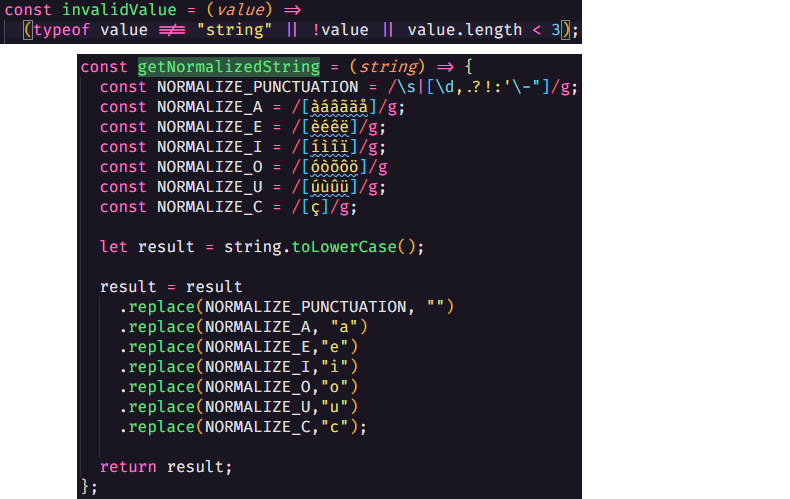 const invalidValue = (value) =>
  (typeof value !== "string" || !value || value.length < 3);
const getNormalizedString = (string) => {
  const NORMALIZE_PUNCTUATION = /\s|[\d,.?!:'\-"]/g;
  const NORMALIZE_A = /[àáâãäå]/g;
  const NORMALIZE_E = /[èéêë]/g;
  const NORMALIZE_I = /[íìîï]/g;
  const NORMALIZE_O = /[óòõôö]/g
  const NORMALIZE_U = /[úùûü]/g;
  const NORMALIZE_C = /[ç]/g;

  let result = string.toLowerCase();

  result = result
    .replace(NORMALIZE_PUNCTUATION, "")
    .replace(NORMALIZE_A, "a")
    .replace(NORMALIZE_E,"e")
    .replace(NORMALIZE_I,"i")
    .replace(NORMALIZE_O,"o")
    .replace(NORMALIZE_U,"u")
    .replace(NORMALIZE_C,"c");

  return result;
};